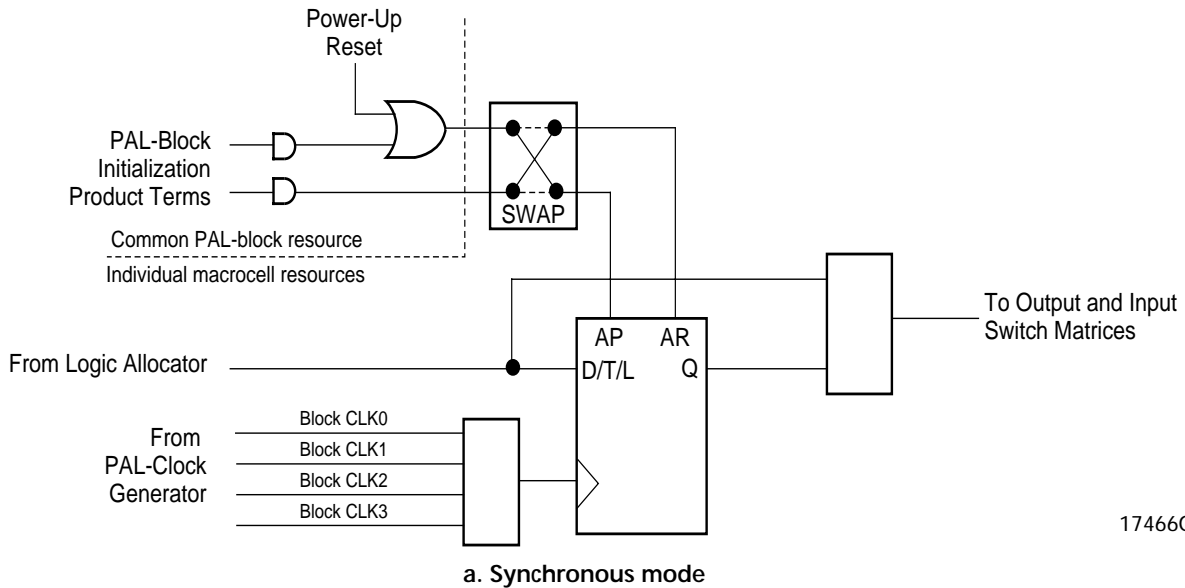 Power-Up
Reset
PAL-Block
Initialization
Product Terms
SWAP
Common PAL-block resource
Individual macrocell resources
To Output and Input
Switch Matrices
AP AR
From Logic Allocator
D/T/L Q
Block CLK0
From
Block CLK1
PAL-Clock
Block CLK2
Generator
Block CLK3
17466
a. Synchronous mode